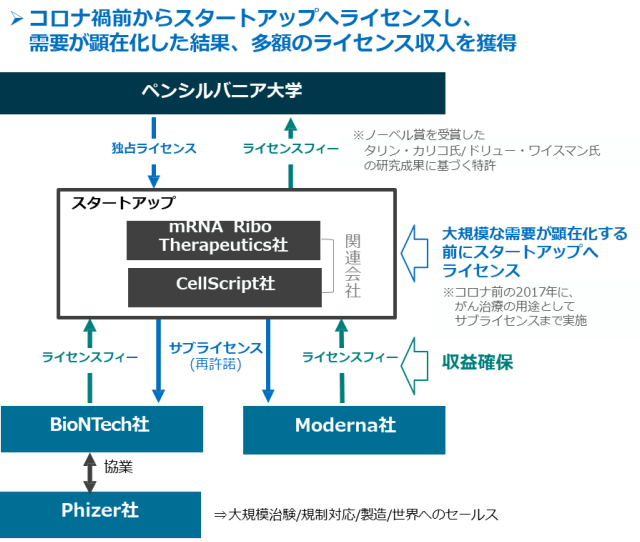 ➢コロナ禍前からスタートアップへライセンスし、
需要が顕在化した結果、多額のライセンス収入を獲得
ペンシルバニア大学
独占ライセンス
ライセンスフィー
※ノーベル賞を受賞した
タリン・カリコ氏/ドリュー・ワイスマン氏
の研究成果に基づく特許
スタートアップ
mRNA Ribo
Therapeutics社
CellScript社
関連会社
大規模な需要が顕在化する
前にスタートアップへ
ライセンス
※コロナ前の2017年に、
がん治療の用途として
サブライセンスまで実施
ライセンスフィー
サブライセンス
(再許諾)
ライセンスフィー
収益確保
BioNTech社
Moderna社
協業
Phizer社
⇒大規模治験/規制対応/製造/世界へのセールス